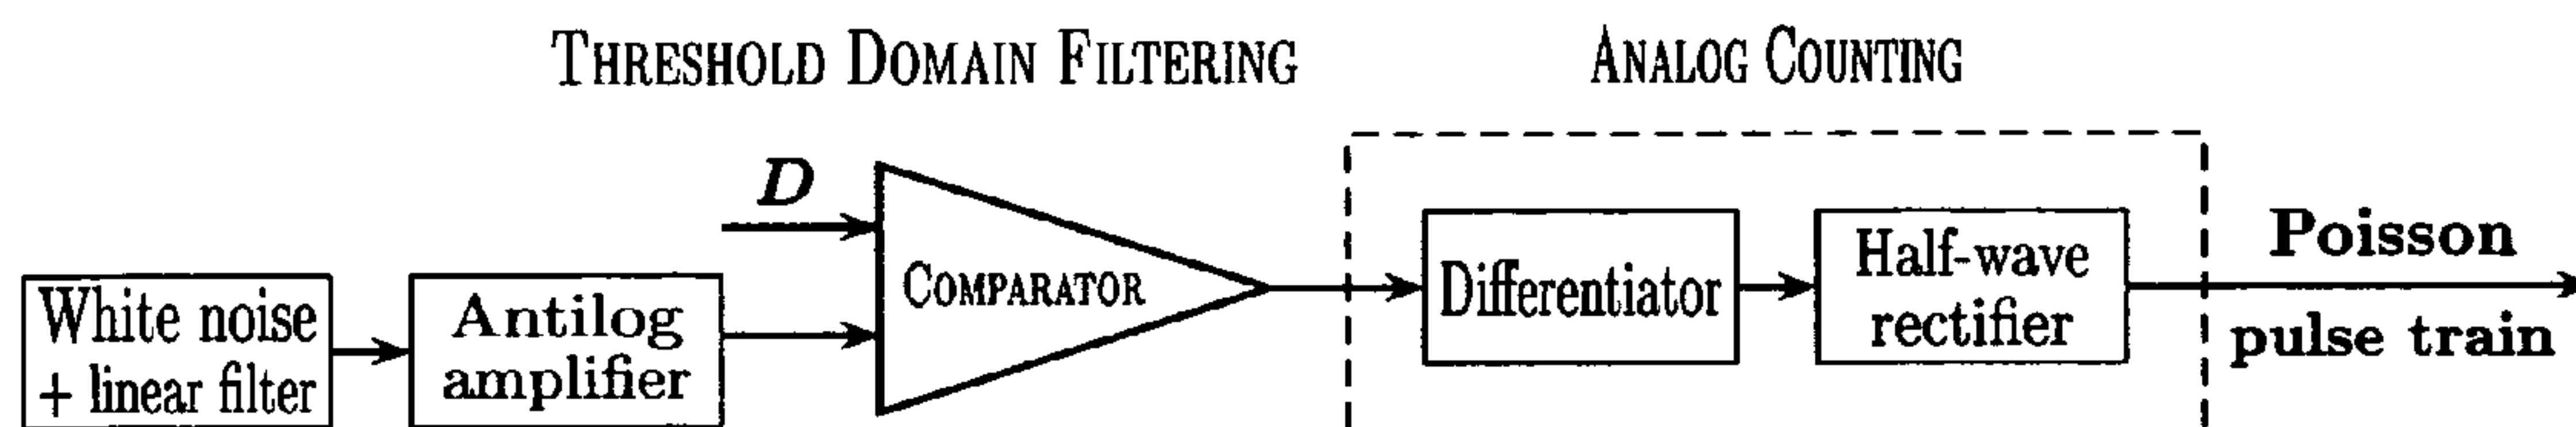 THRESHOLD DOMAIN FILTERING
ANALOG COUNTING
D
White noise
+ linear filter
Antilog
amplifier
COMPARATOR
Differentiator
Half-wave
rectifier
Poisson
pulse train